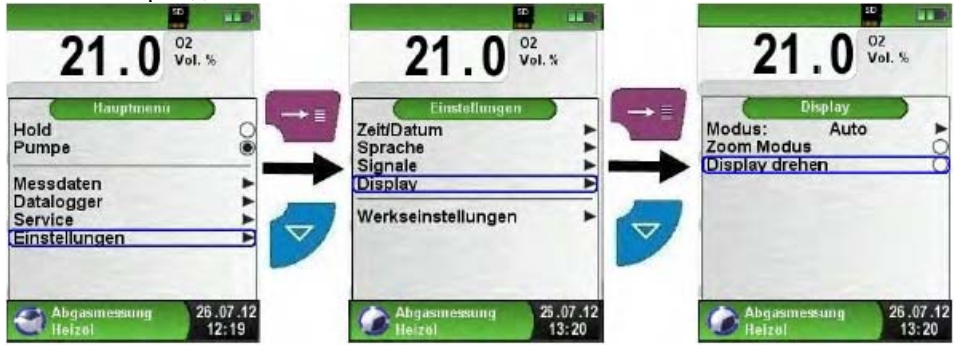 SD
21.0 O2
Vol. %
Hauptmenü
Hold
Pumpe
Messdaten
Datalogger
Service
Einstellungen
Abgasmessung 26.07.12
Heizöl 12:19
SD
21.0 O2
Vol. %
Einstellungen
Zeit/Datum
Sprache
Signale
Display
Werkseinstellungen
Abgasmessung 26.07.12
Heizöl 13:20
SD
21.0 O2
Vol. %
Display
Modus: Auto
Zoom Modus
Display drehen
Abgasmessung 26.07.12
Heizöl 13:20